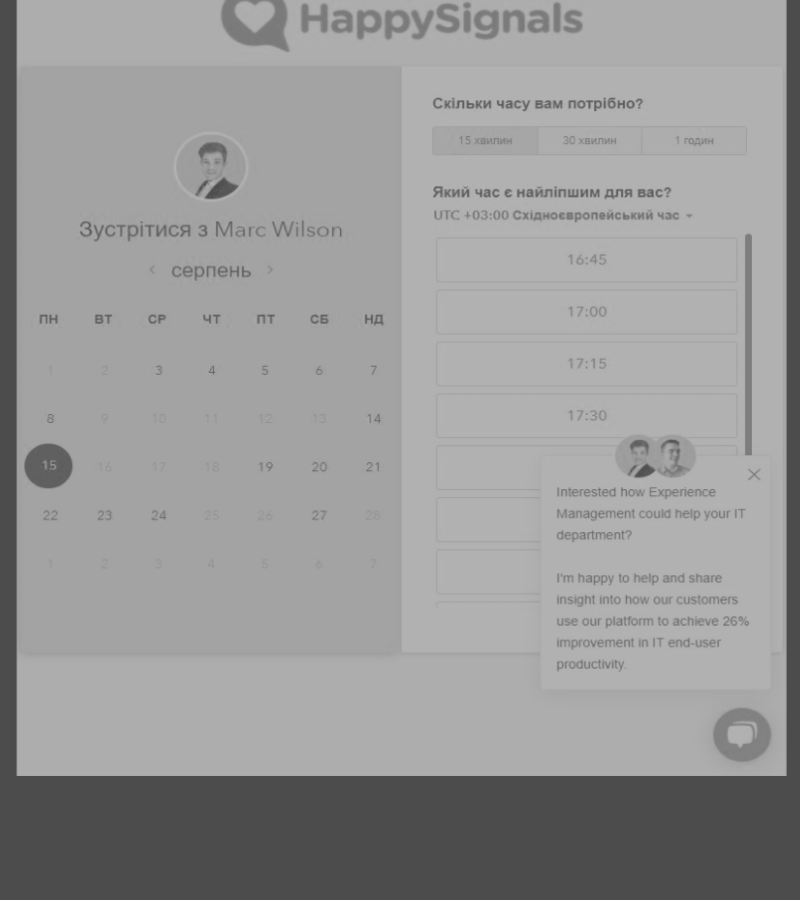 HappySignals
Зустрітися з Marc Wilson
серпень
ПН ВТ СР ЧТ ПТ СБ НД
1 2 3 4 5 6 7
8 9 10 11 12 13 14
15 16 17 18 19 20 21
22 23 24 25 26 27 28
1 2 3 4 5 6 7
Скільки часу вам потрібно?
15 хвилин 30 хвилин 1 годин
Який час є найліпшим для вас?
UTC +03:00 Східноєвропейський час
16:45
17:00
17:15
17:30
Interested how Experience
Management could help your IT
department?
I'm happy to help and share
insight into how our customers
use our platform to achieve 26%
improvement in IT end-user
productivity.